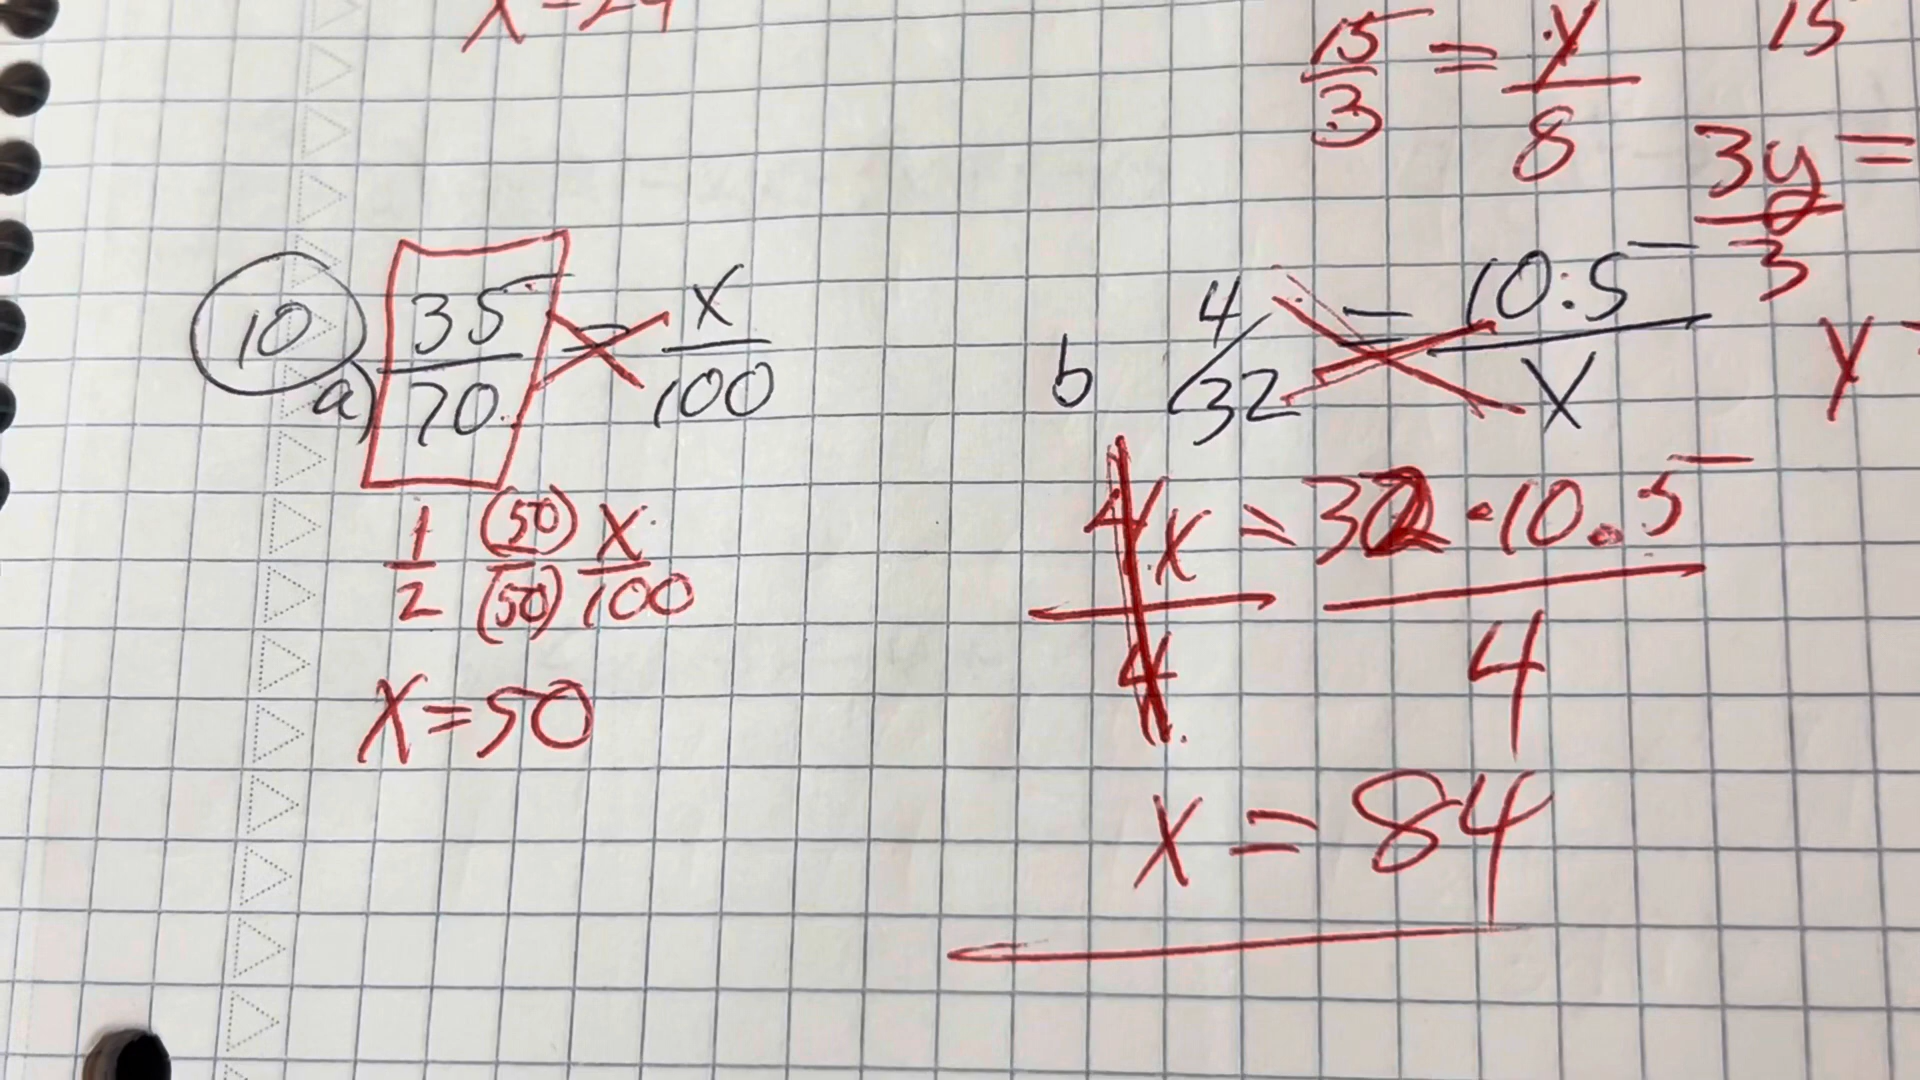 x = 24
15/3 = y/8
15
3y/3 =
y
10 a) 35/70 = x/100
1/2 (50)/(50) x/100
x = 50
b 4/32 = 10.5/x
4x/4 = 32 · 10.5/4
x = 84